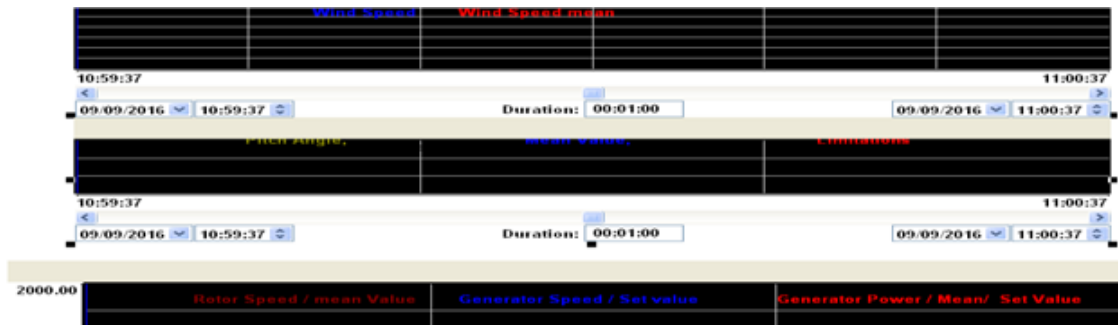 Wind Speed Wind Speed mean
10:59:37 11:00:37
09/09/2016 10:59:37 Duration: 00:01:00 09/09/2016 11:00:37
Pitch Angle, Mean Value, Limitations
10:59:37 11:00:37
09/09/2016 10:59:37 Duration: 00:01:00 09/09/2016 11:00:37
2000.00 Rotor Speed / mean Value Generator Speed / Set value Generator Power / Mean/ Set Value